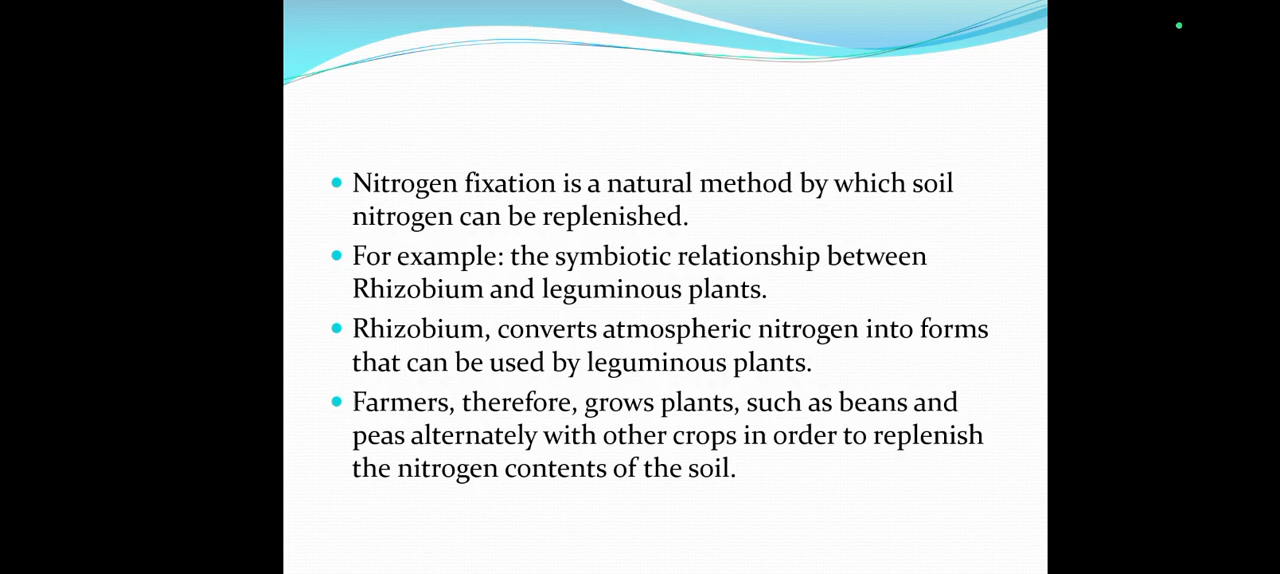 Nitrogen fixation is a natural method by which soil
nitrogen can be replenished.
For example: the symbiotic relationship between
Rhizobium and leguminous plants.
Rhizobium, converts atmospheric nitrogen into forms
that can be used by leguminous plants.
Farmers, therefore, grows plants, such as beans and
peas alternately with other crops in order to replenish
the nitrogen contents of the soil.